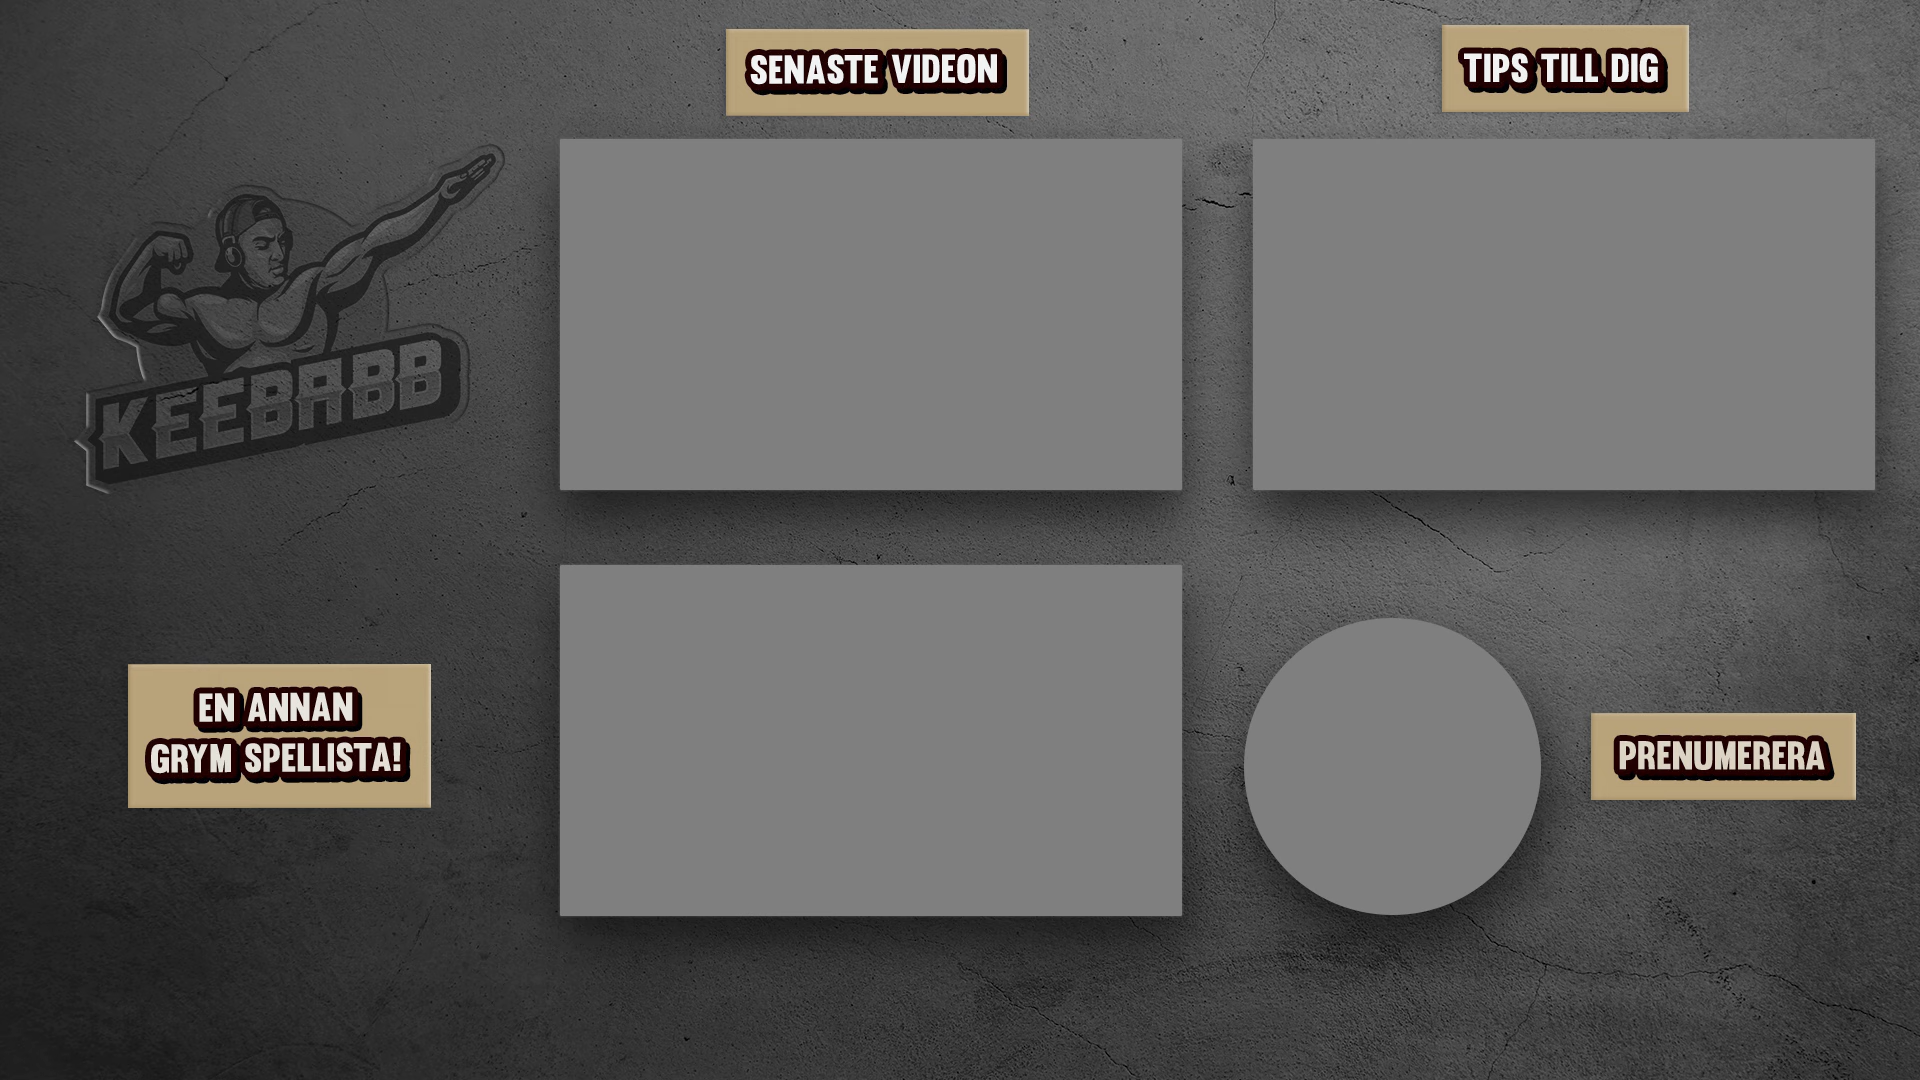 SENASTE VIDEON
TIPS TILL DIG
KEEBABB
EN ANNAN
GRYM SPELLISTA!
PRENUMERERA